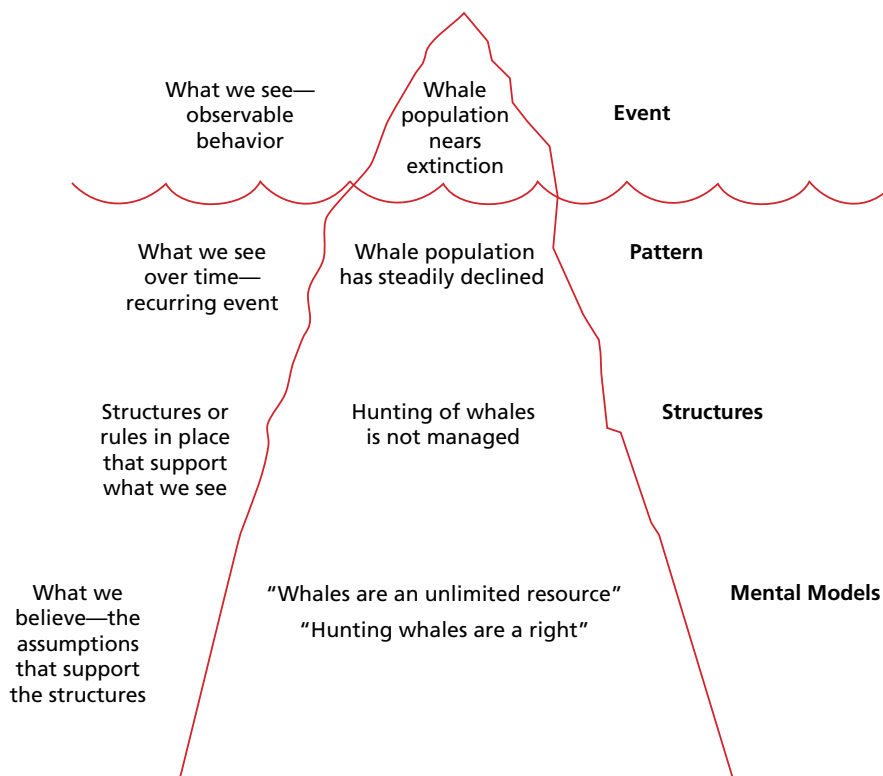 What we see—
observable
behavior
Whale
population
nears
extinction
Event
What we see
over time—
recurring event
Whale population
has steadily declined
Pattern
Structures or
rules in place
that support
what we see
Hunting of whales
is not managed
Structures
What we
believe—the
assumptions
that support
the structures
“Whales are an unlimited resource”
“Hunting whales are a right”
Mental Models